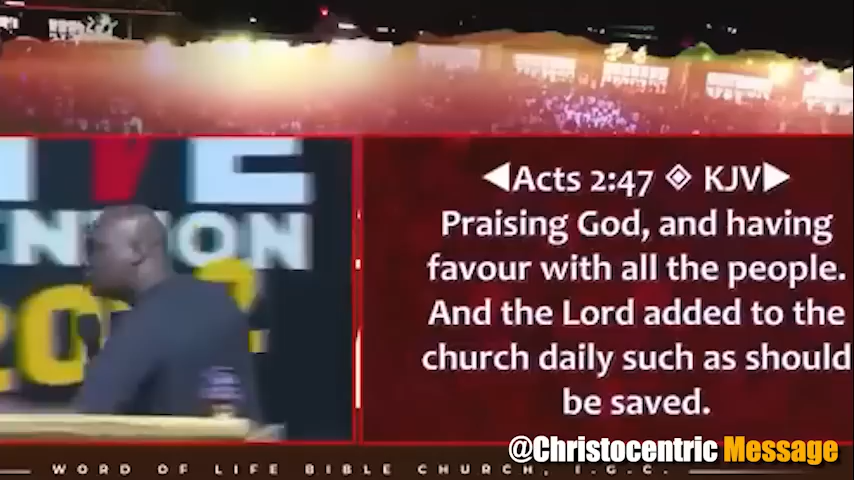 ◀Acts 2:47 ◈ KJV▶
Praising God, and having
favour with all the people.
And the Lord added to the
church daily such as should
be saved.
@Christocentric Message
WORD OF LIFE BIBLE CHURCH, I.G.C.